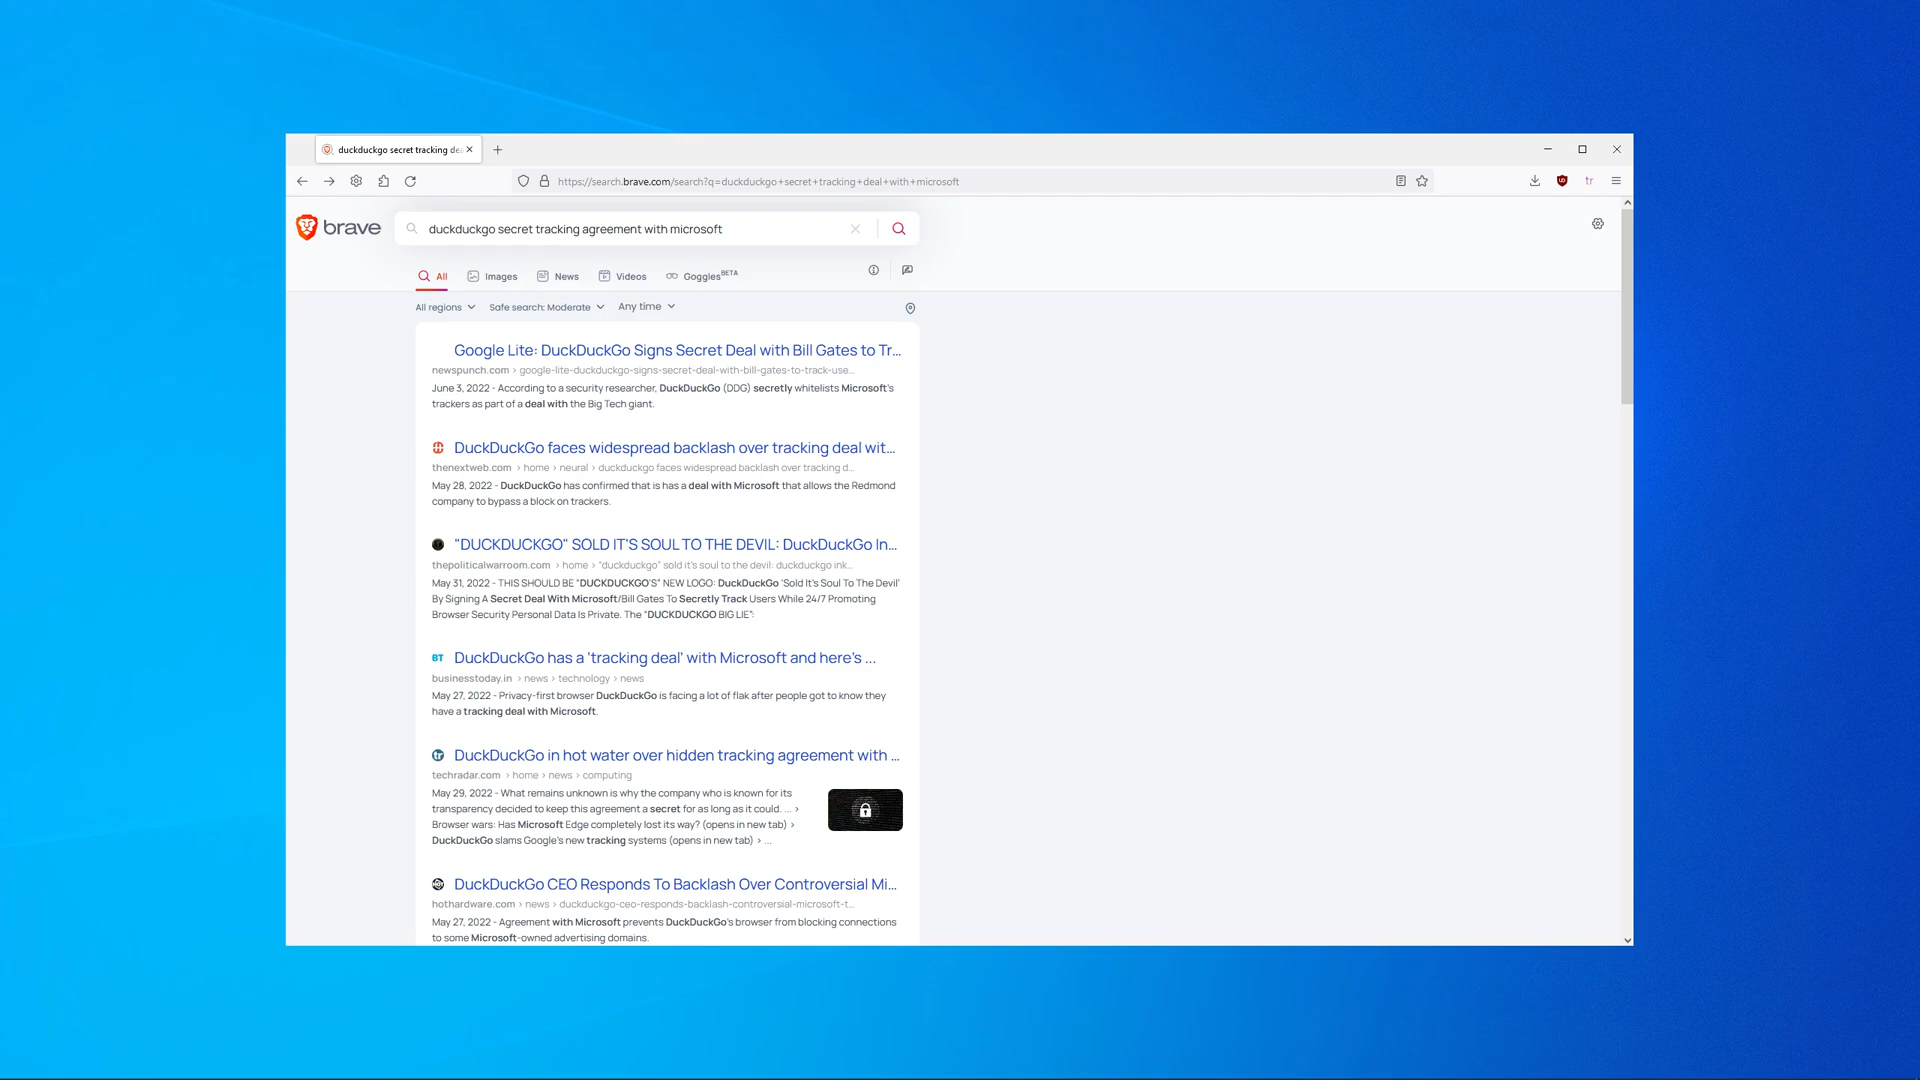 duckduckgo secret tracking dea
https://search.brave.com/search?q=duckduckgo+secret+tracking+deal+with+microsoft
tr
brave
duckduckgo secret tracking agreement with microsoft
All
Images
News
Videos
Goggles BETA
All regions
Safe search: Moderate
Any time
Google Lite: DuckDuckGo Signs Secret Deal with Bill Gates to Tr...
newspunch.com › google-lite-duckduckgo-signs-secret-deal-with-bill-gates-to-track-use...
June 3, 2022 - According to a security researcher, DuckDuckGo (DDG) secretly whitelists Microsoft's
trackers as part of a deal with the Big Tech giant.
DuckDuckGo faces widespread backlash over tracking deal wit...
thenextweb.com › home › neural › duckduckgo faces widespread backlash over tracking d...
May 28, 2022 - DuckDuckGo has confirmed that is has a deal with Microsoft that allows the Redmond
company to bypass a block on trackers.
"DUCKDUCKGO" SOLD IT'S SOUL TO THE DEVIL: DuckDuckGo In...
thepoliticalwarroom.com › home › "duckduckgo" sold it's soul to the devil: duckduckgo ink...
May 31, 2022 - THIS SHOULD BE "DUCKDUCKGO'S" NEW LOGO: DuckDuckGo 'Sold It's Soul To The Devil'
By Signing A Secret Deal With Microsoft/Bill Gates To Secretly Track Users While 24/7 Promoting
Browser Security Personal Data Is Private. The "DUCKDUCKGO BIG LIE":
BT
DuckDuckGo has a 'tracking deal' with Microsoft and here's ...
businesstoday.in › news › technology › news
May 27, 2022 - Privacy-first browser DuckDuckGo is facing a lot of flak after people got to know they
have a tracking deal with Microsoft.
tr
DuckDuckGo in hot water over hidden tracking agreement with ...
techradar.com › home › news › computing
May 29, 2022 - What remains unknown is why the company who is known for its
transparency decided to keep this agreement a secret for as long as it could. ... ›
Browser wars: Has Microsoft Edge completely lost its way? (opens in new tab) ›
DuckDuckGo slams Google's new tracking systems (opens in new tab) › ...
HOT
DuckDuckGo CEO Responds To Backlash Over Controversial Mi...
hothardware.com › news › duckduckgo-ceo-responds-backlash-controversial-microsoft-t...
May 27, 2022 - Agreement with Microsoft prevents DuckDuckGo's browser from blocking connections
to some Microsoft-owned advertising domains.